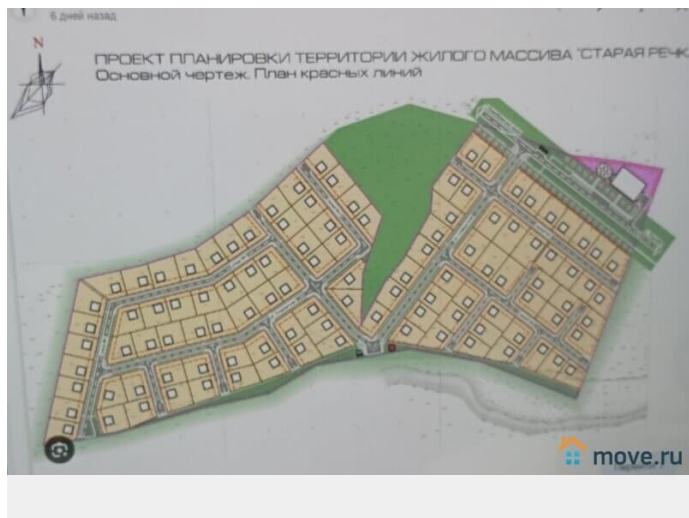 6 дней назад
N
ПРОЕКТ ПЛАНИРОВКИ ТЕРРИТОРИИ ЖИЛОГО МАССИВА "СТАРАЯ РЕЧК
Основной чертеж. План красных линий
move.ru